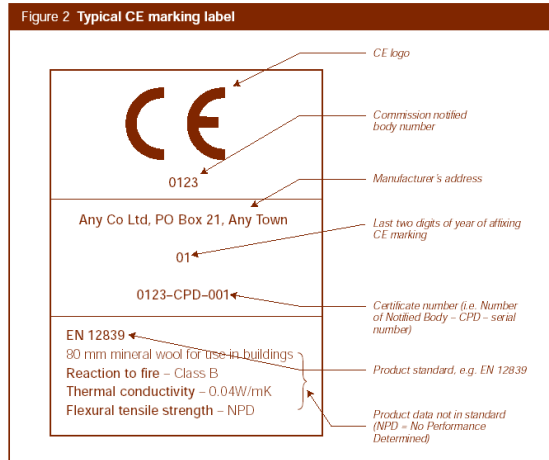 Figure 2 Typical CE marking label
CE
0123
Any Co Ltd, PO Box 21, Any Town
01
0123–CPD–001
EN 12839
80 mm mineral wool for use in buildings
Reaction to fire – Class B
Thermal conductivity – 0.04W/mK
Flexural tensile strength – NPD
CE logo
Commission notified
body number
Manufacturer's address
Last two digits of year of affixing
CE marking
Certificate number (i.e. Number
of Notified Body – CPD – serial
number)
Product standard, e.g. EN 12839
Product data not in standard
(NPD = No Performance
Determined)